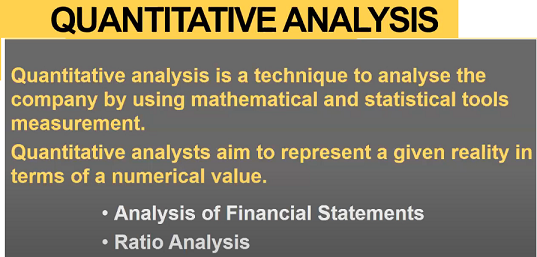 QUANTITATIVE ANALYSIS
Quantitative analysis is a technique to analyse the
company by using mathematical and statistical tools
measurement.
Quantitative analysts aim to represent a given reality in
terms of a numerical value.
• Analysis of Financial Statements
• Ratio Analysis